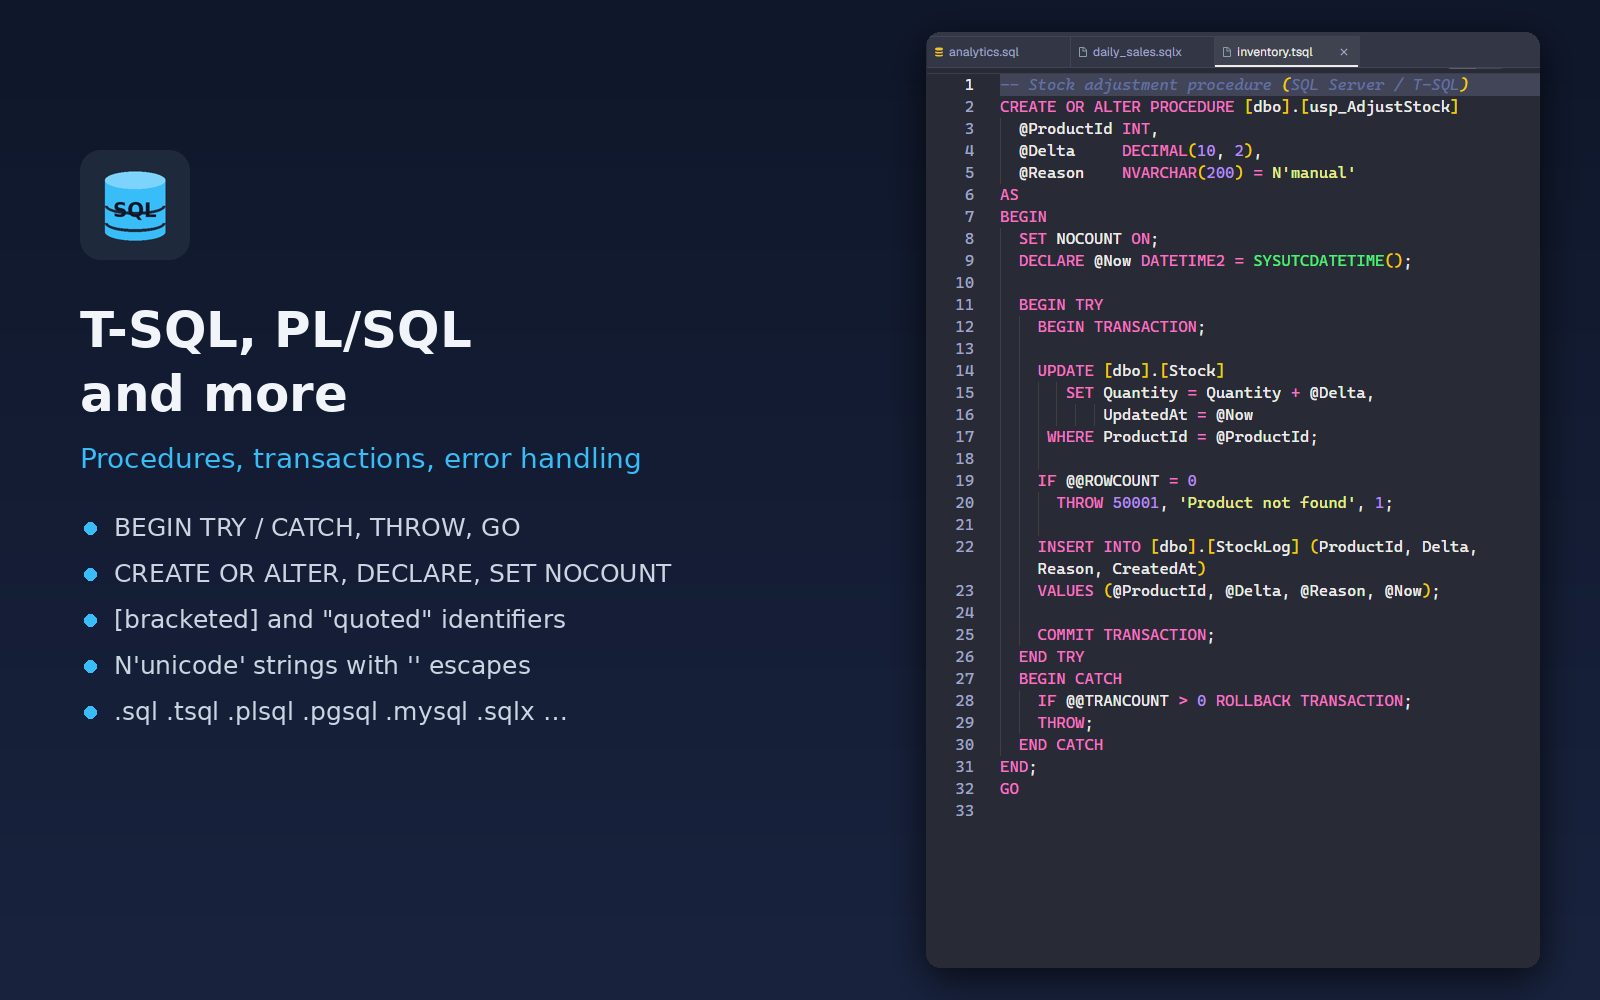 SQL
T-SQL, PL/SQL
and more
Procedures, transactions, error handling
BEGIN TRY / CATCH, THROW, GO
CREATE OR ALTER, DECLARE, SET NOCOUNT
[bracketed] and "quoted" identifiers
N'unicode' strings with '' escapes
.sql .tsql .plsql .pgsql .mysql .sqlx ...
analytics.sql daily_sales.sqlx inventory.tsql ×
1 -- Stock adjustment procedure (SQL Server / T-SQL)
2 CREATE OR ALTER PROCEDURE [dbo].[usp_AdjustStock]
3   @ProductId INT,
4   @Delta     DECIMAL(10, 2),
5   @Reason    NVARCHAR(200) = N'manual'
6 AS
7 BEGIN
8   SET NOCOUNT ON;
9   DECLARE @Now DATETIME2 = SYSUTCDATETIME();
10
11   BEGIN TRY
12     BEGIN TRANSACTION;
13
14     UPDATE [dbo].[Stock]
15        SET Quantity = Quantity + @Delta,
16            UpdatedAt = @Now
17      WHERE ProductId = @ProductId;
18
19     IF @@ROWCOUNT = 0
20       THROW 50001, 'Product not found', 1;
21
22     INSERT INTO [dbo].[StockLog] (ProductId, Delta,
    Reason, CreatedAt)
23     VALUES (@ProductId, @Delta, @Reason, @Now);
24
25     COMMIT TRANSACTION;
26   END TRY
27   BEGIN CATCH
28     IF @@TRANCOUNT > 0 ROLLBACK TRANSACTION;
29     THROW;
30   END CATCH
31 END;
32 GO
33